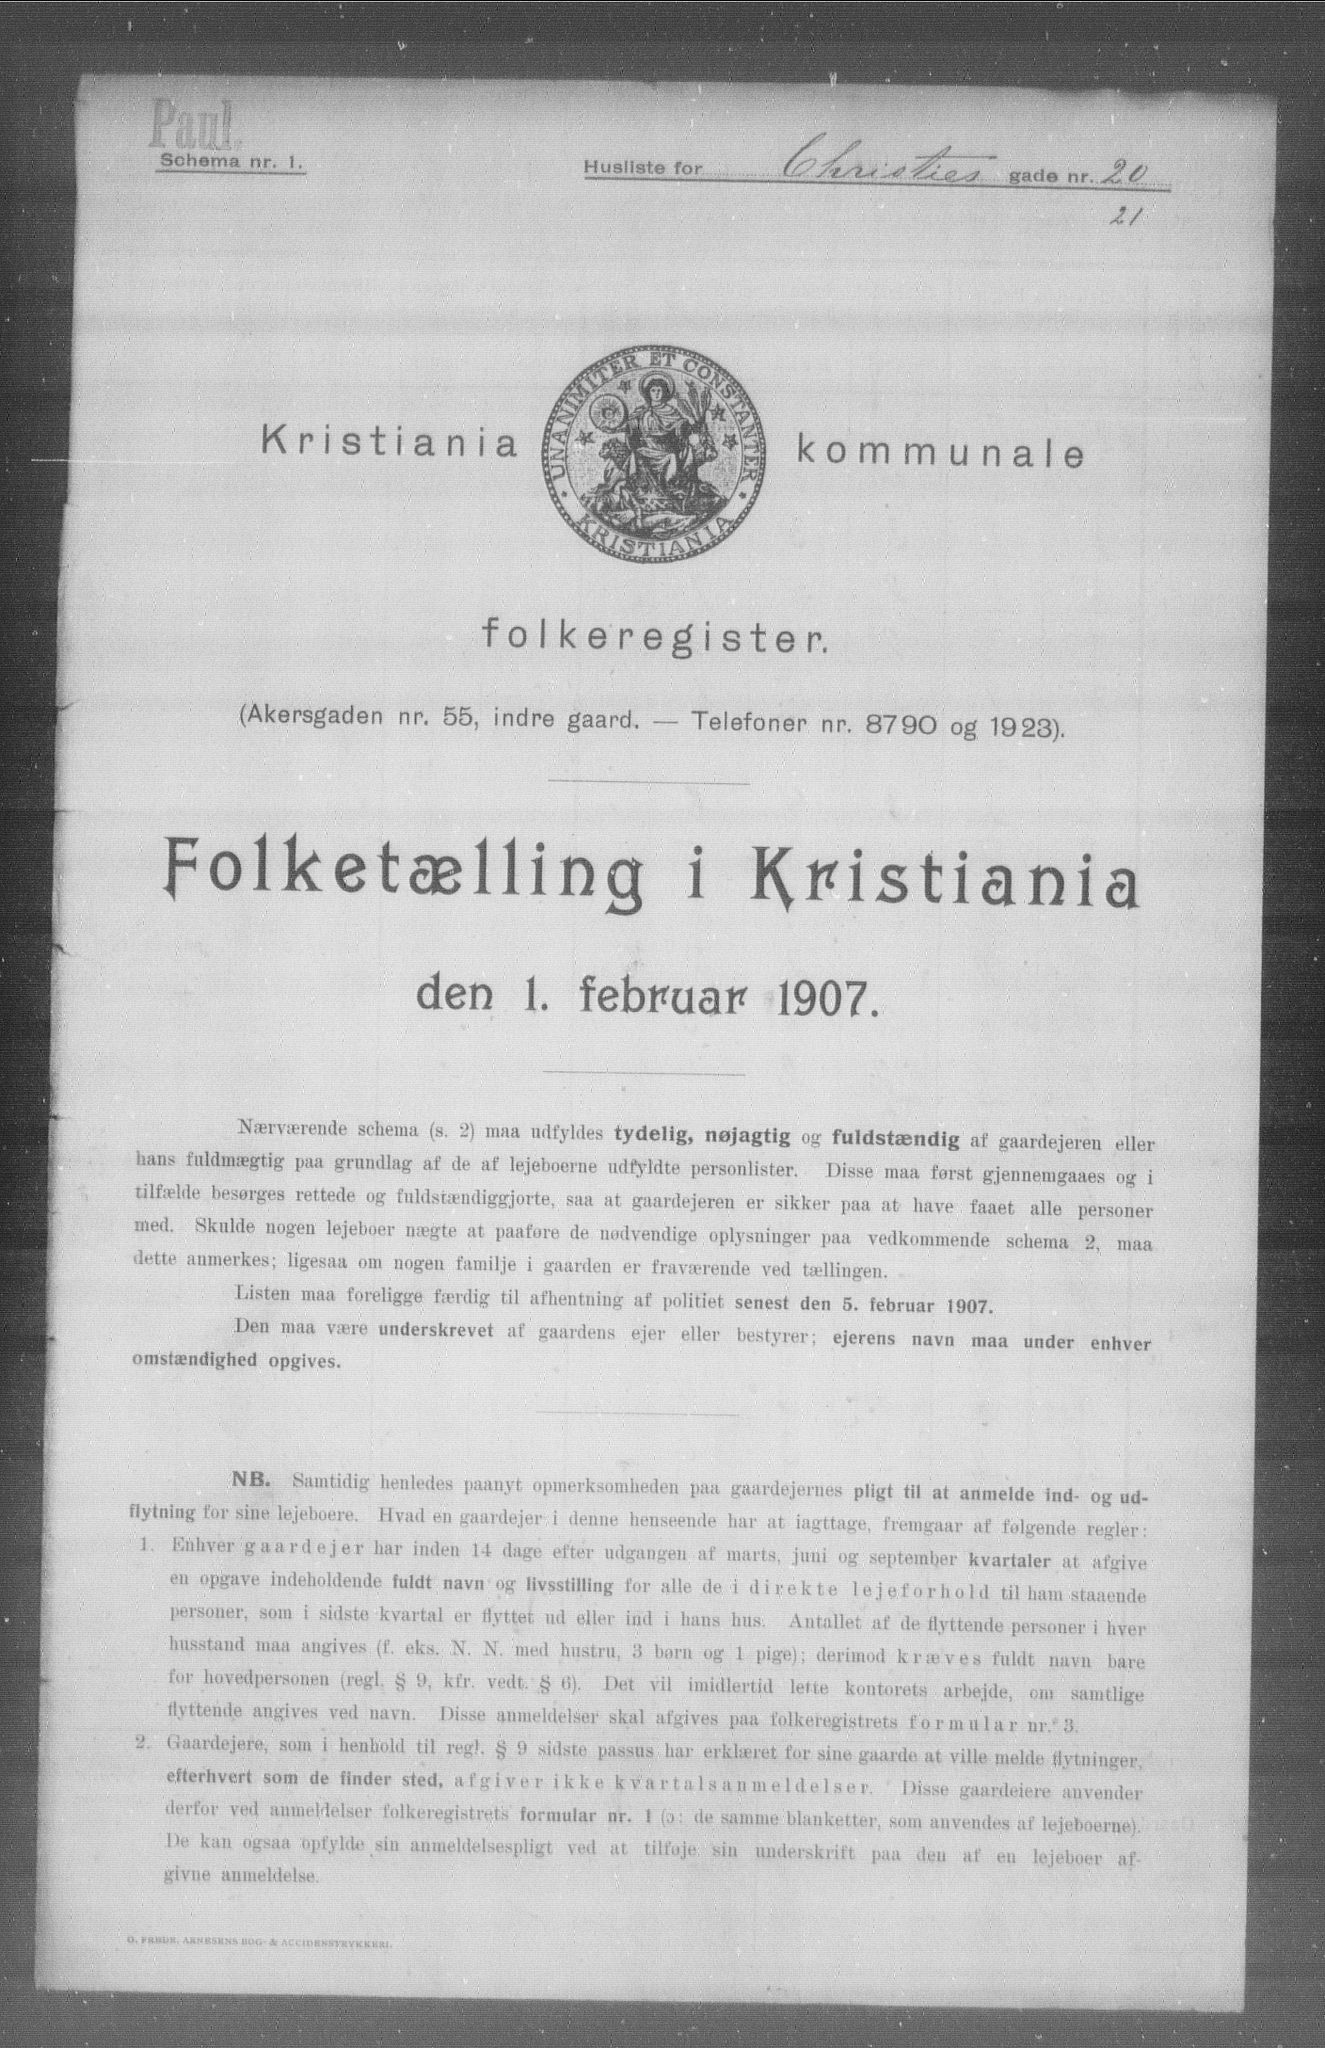 Paul.
Schema nr. 1.
Husliste for Christies gade nr. 20
21
Kristiania kommunale
UNANIMITER ET CONSTANTER
KRISTIANIA
folkeregister.
(Akersgaden nr. 55, indre gaard. — Telefoner nr. 8790 og 1923).
Folketælling i Kristiania
den 1. februar 1907.
Nærværende schema (s. 2) maa udfyldes tydelig, nøjagtig og fuldstændig af gaardejeren eller
hans fuldmægtig paa grundlag af de af lejeboerne udfyldte personlister. Disse maa først gjennemgaaes og i
tilfælde besørges rettede og fuldstændiggjorte, saa at gaardejeren er sikker paa at have faaet alle personer
med. Skulde nogen lejeboer nægte at paaføre de nødvendige oplysninger paa vedkommende schema 2, maa
dette anmerkes; ligesaa om nogen familje i gaarden er fraværende ved tællingen.
Listen maa foreligge færdig til afhentning af politiet senest den 5. februar 1907.
Den maa være underskrevet af gaardens ejer eller bestyrer; ejerens navn maa under enhver
omstændighed opgives.
NB. Samtidig henledes paanyt opmerksomheden paa gaardejernes pligt til at anmelde ind- og ud-
flytning for sine lejeboere. Hvad en gaardejer i denne henseende har at iagttage, fremgaar af følgende regler:
1. Enhver gaardejer har inden 14 dage efter udgangen af marts, juni og september kvartaler at afgive
en opgave indeholdende fuldt navn og livsstilling for alle de i direkte lejeforhold til ham staaende
personer, som i sidste kvartal er flyttet ud eller ind i hans hus. Antallet af de flyttende personer i hver
husstand maa angives (f. eks. N. N. med hustru, 3 børn og 1 pige); derimod kræves fuldt navn bare
for hovedpersonen (regl. § 9, kfr. vedt. § 6). Det vil imidlertid lette kontorets arbejde, om samtlige
flyttende angives ved navn. Disse anmeldelser skal afgives paa folkeregistrets formular nr. 3.
2. Gaardejere, som i henhold til regl. § 9 sidste passus har erklæret for sine gaarde at ville melde flytninger,
efterhvert som de finder sted, afgiver ikke kvartalsanmeldelser. Disse gaardeiere anvender
derfor ved anmeldelser folkeregistrets formular nr. 1 (ɔ: de samme blanketter, som anvendes af lejeboerne).
De kan ogsaa opfylde sin anmeldelsespligt ved at tilføje sin underskrift paa den af en lejeboer af-
givne anmeldelse.
O. FREDR. ARNESENS BOG- & ACCIDENSTRYKKERI.